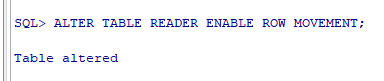 SQL> ALTER TABLE READER ENABLE ROW MOVEMENT;
Table altered